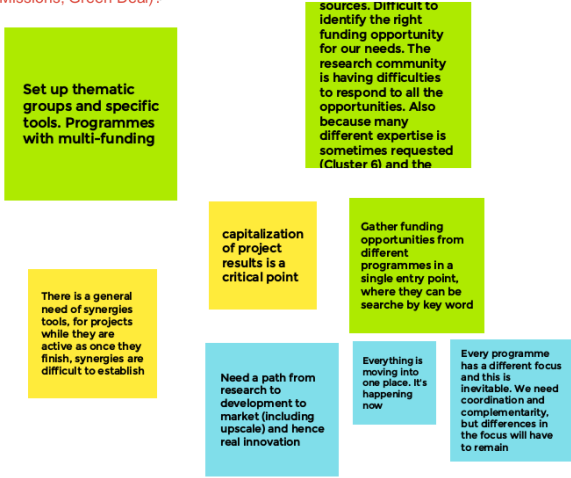 Missions, Green Deal)?
sources. Difficult to
identify the right
funding opportunity
for our needs. The
research community
is having difficulties
to respond to all the
opportunities. Also
because many
different expertise is
sometimes requested
(Cluster 6) and the
Set up thematic
groups and specific
tools. Programmes
with multi-funding
capitalization
of project
results is a
critical point
Gather funding
opportunities from
different
programmes in a
single entry point,
where they can be
searche by key word
There is a general
need of synergies
tools, for projects
while they are
active as once they
finish, synergies are
difficult to establish
Need a path from
research to
development to
market (including
upscale) and hence
real innovation
Everything is
moving into
one place. It's
happening
now
Every programme
has a different focus
and this is
inevitable. We need
coordination and
complementarity,
but differences in
the focus will have
to remain